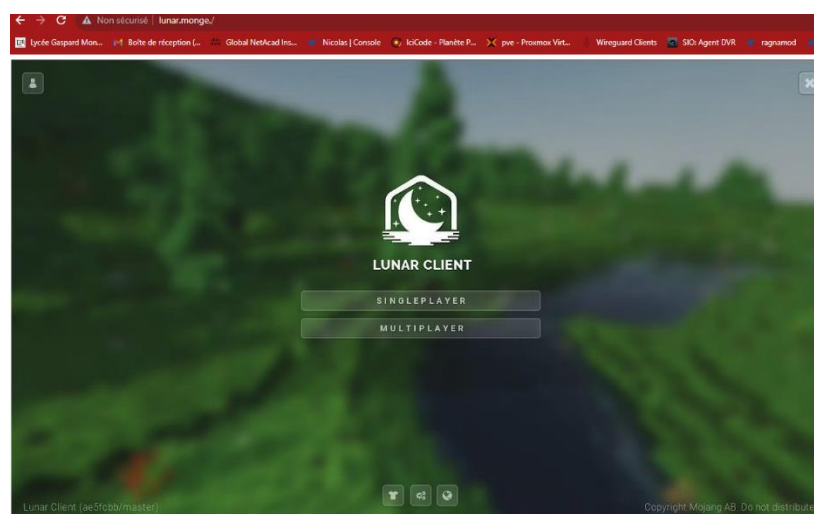 Non sécurisé | lunar.monge./
Lycée Gaspard Mon... Boîte de réception (... Global NetAcad Ins... Nicolas | Console IciCode - Planète P... pve - Proxmox Virt... Wireguard Clients SIO: Agent DVR ragnamod
LUNAR CLIENT
SINGLEPLAYER
MULTIPLAYER
Lunar Client (ae5fcbb/master) Copyright Mojang AB. Do not distribute